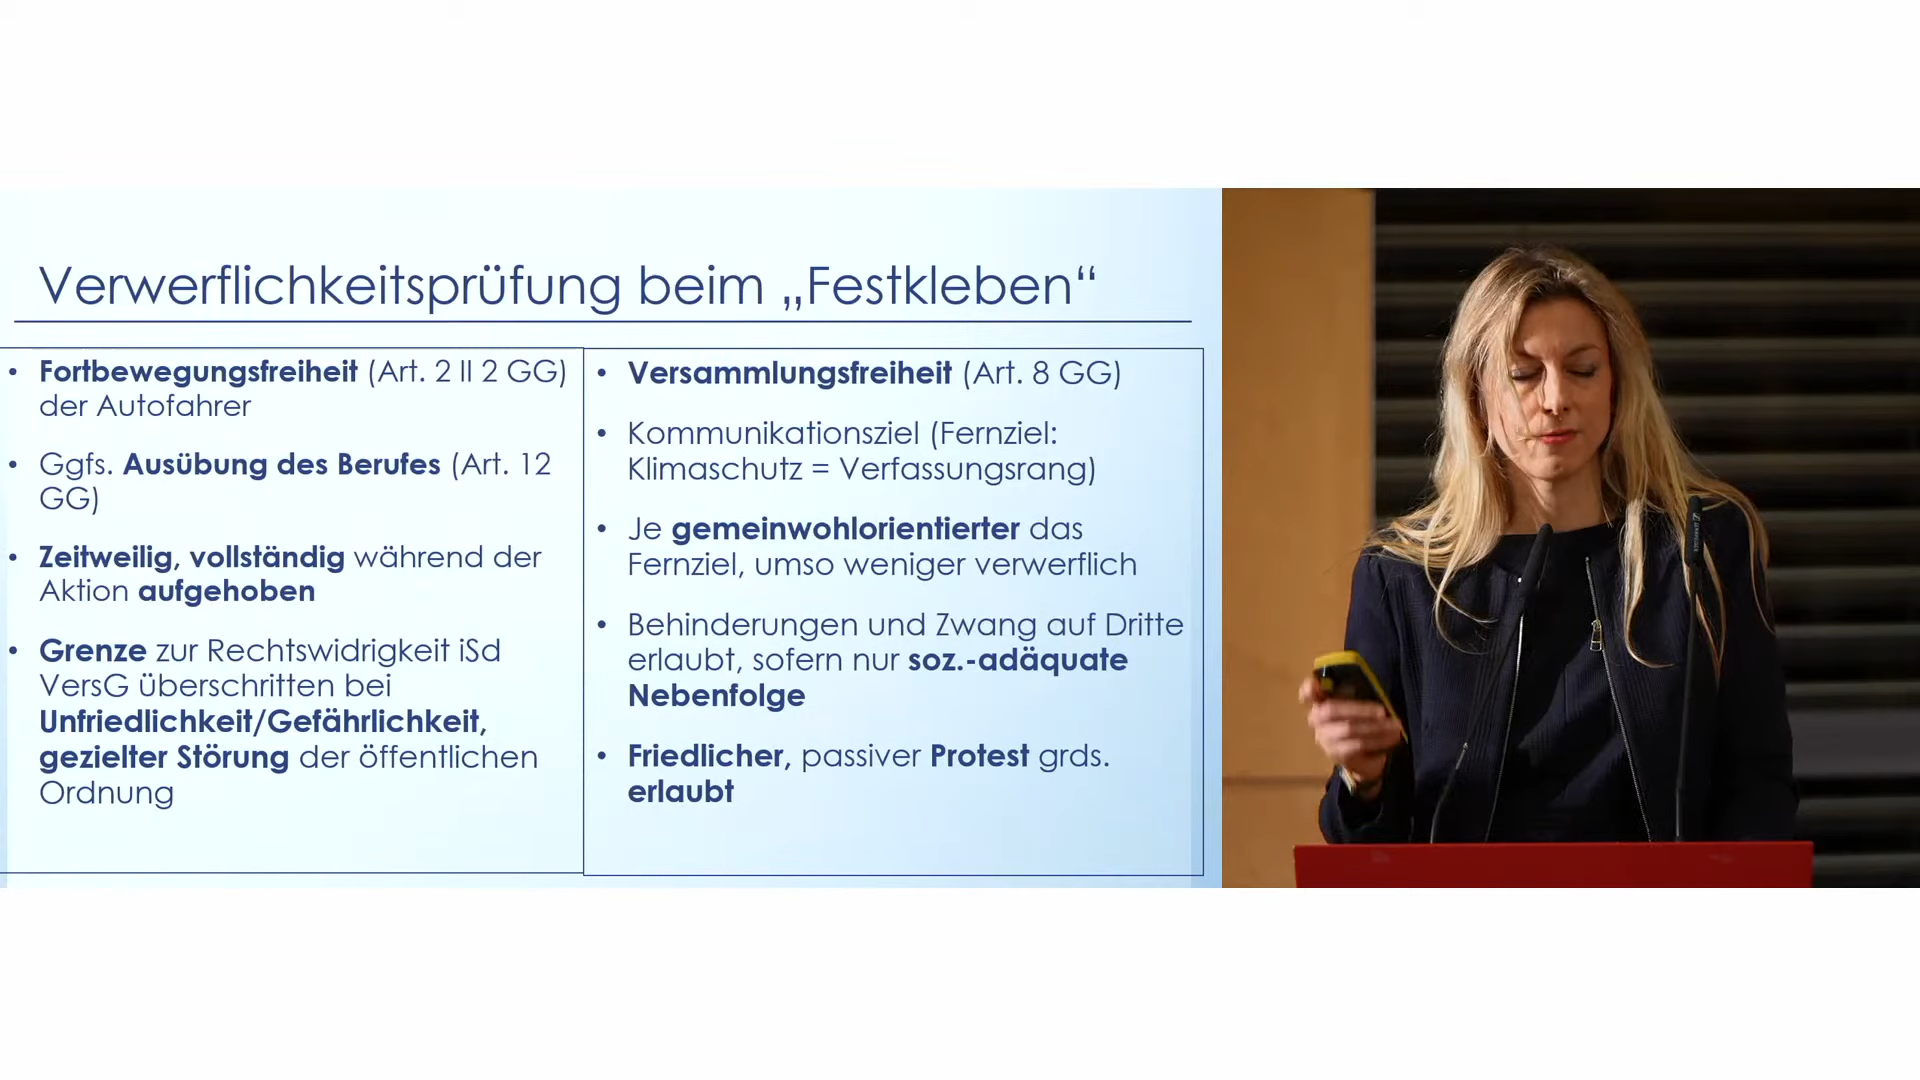 Verwerflichkeitsprüfung beim „Festkleben“
• Fortbewegungsfreiheit (Art. 2 II 2 GG)
der Autofahrer
• Ggfs. Ausübung des Berufes (Art. 12
GG)
• Zeitweilig, vollständig während der
Aktion aufgehoben
• Grenze zur Rechtswidrigkeit iSd
VersG überschritten bei
Unfriedlichkeit/Gefährlichkeit,
gezielter Störung der öffentlichen
Ordnung
• Versammlungsfreiheit (Art. 8 GG)
• Kommunikationsziel (Fernziel:
Klimaschutz = Verfassungsrang)
• Je gemeinwohlorientierter das
Fernziel, umso weniger verwerflich
• Behinderungen und Zwang auf Dritte
erlaubt, sofern nur soz.-adäquate
Nebenfolge
• Friedlicher, passiver Protest grds.
erlaubt